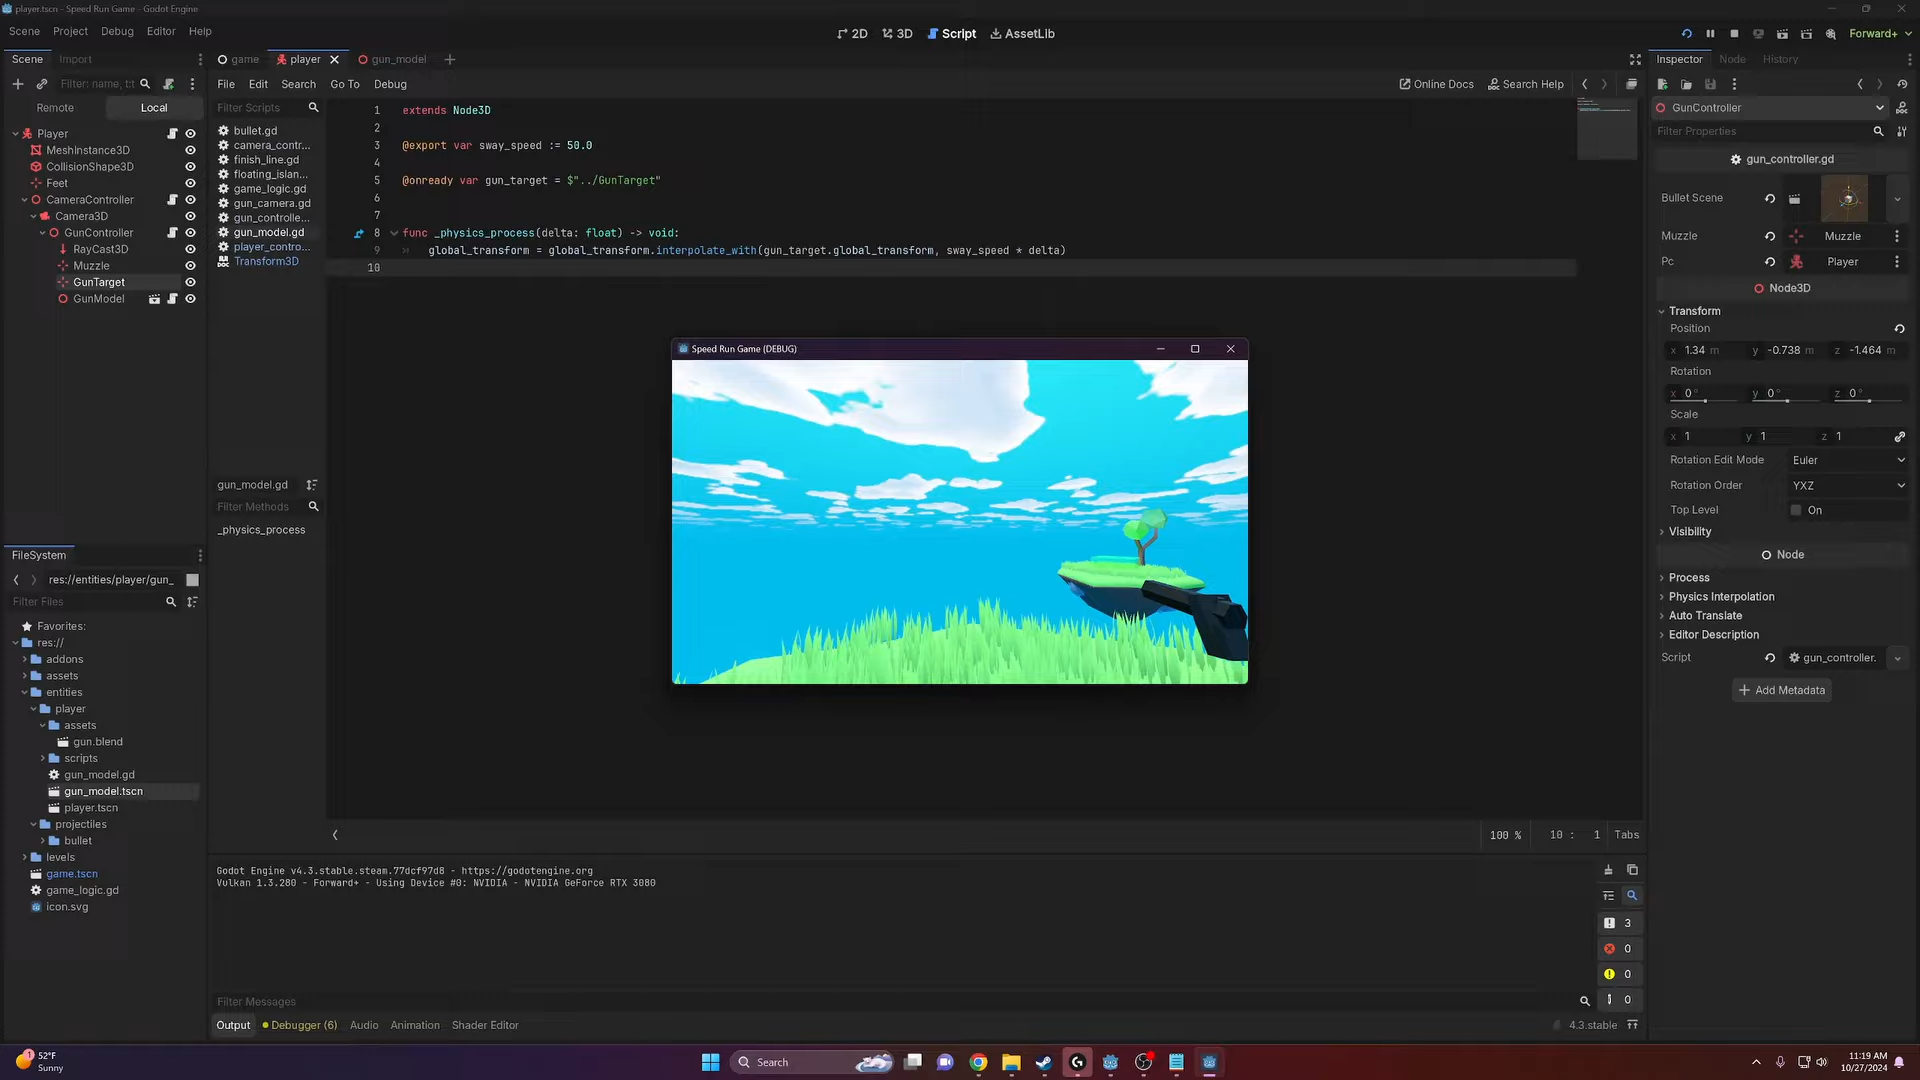 player.tscn - Speed Run Game - Godot Engine
Scene Project Debug Editor Help
2D 3D Script AssetLib
Forward+
Scene Import
game player gun_model
Inspector Node History
Filter: name, t:t
File Edit Search Go To Debug
Online Docs Search Help
Remote Local
Filter Scripts
GunController
Filter Properties
Player
MeshInstance3D
CollisionShape3D
Feet
CameraController
Camera3D
GunController
RayCast3D
Muzzle
GunTarget
GunModel
bullet.gd
camera_contr...
finish_line.gd
floating_islan...
game_logic.gd
gun_camera.gd
gun_controlle...
gun_model.gd
player_contro...
Transform3D
gun_model.gd
Filter Methods
_physics_process
1 extends Node3D
2
3 @export var sway_speed := 50.0
4
5 @onready var gun_target = $"../GunTarget"
6
7
8 func _physics_process(delta: float) -> void:
9 global_transform = global_transform.interpolate_with(gun_target.global_transform, sway_speed * delta)
10
Speed Run Game (DEBUG)
gun_controller.gd
Bullet Scene
Muzzle Muzzle
Pc Player
Node3D
Transform
Position
x 1.34 m y -0.738 m z -1.464 m
Rotation
x 0 ° y 0 ° z 0 °
Scale
x 1 y 1 z 1
Rotation Edit Mode Euler
Rotation Order YXZ
Top Level On
Visibility
Node
Process
Physics Interpolation
Auto Translate
Editor Description
Script gun_controller.
Add Metadata
FileSystem
res://entities/player/gun_
Filter Files
Favorites:
res://
addons
assets
entities
player
assets
gun.blend
scripts
gun_model.gd
gun_model.tscn
player.tscn
projectiles
bullet
levels
game.tscn
game_logic.gd
icon.svg
100 % 10 : 1 Tabs
Godot Engine v4.3.stable.steam.77dcf97d8 - https://godotengine.org
Vulkan 1.3.280 - Forward+ - Using Device #0: NVIDIA - NVIDIA GeForce RTX 3080
3
0
0
0
Filter Messages
Output Debugger (6) Audio Animation Shader Editor
4.3.stable
1
52°F
Sunny
Search
11:19 AM
10/27/2024